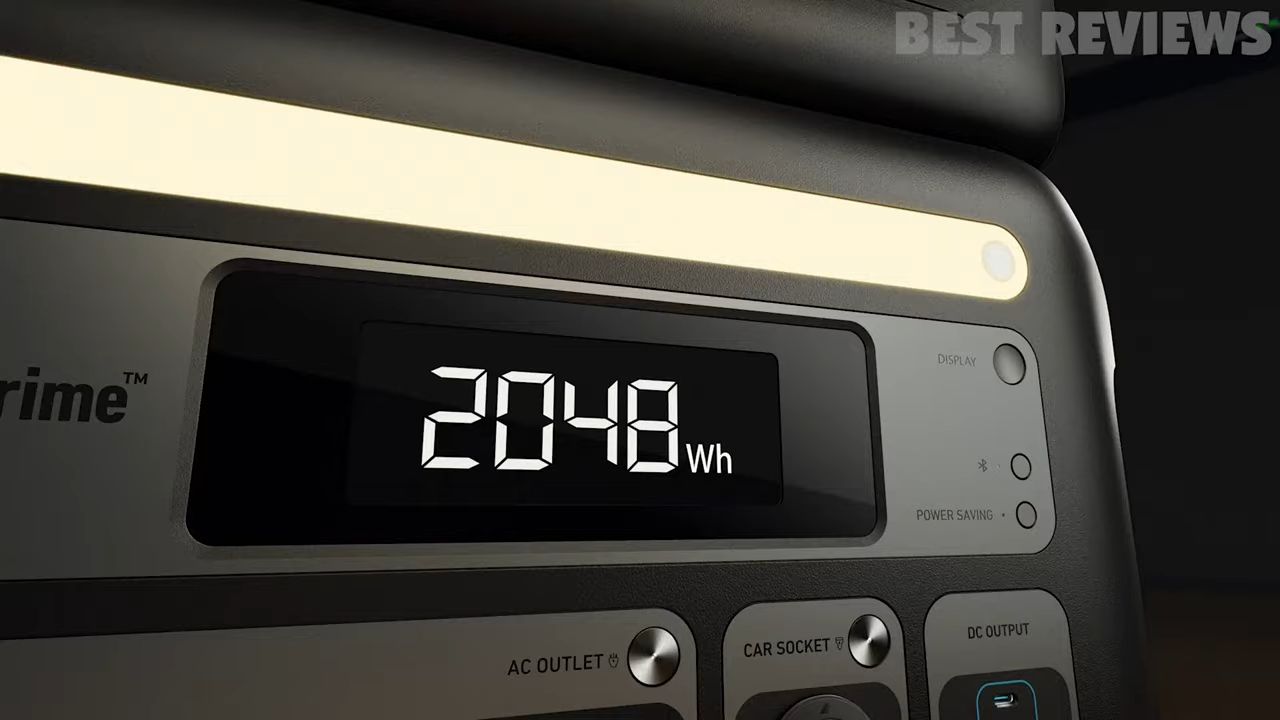 BEST REVIEWS
rime™
2048Wh
DISPLAY
POWER SAVING
AC OUTLET
CAR SOCKET
DC OUTPUT